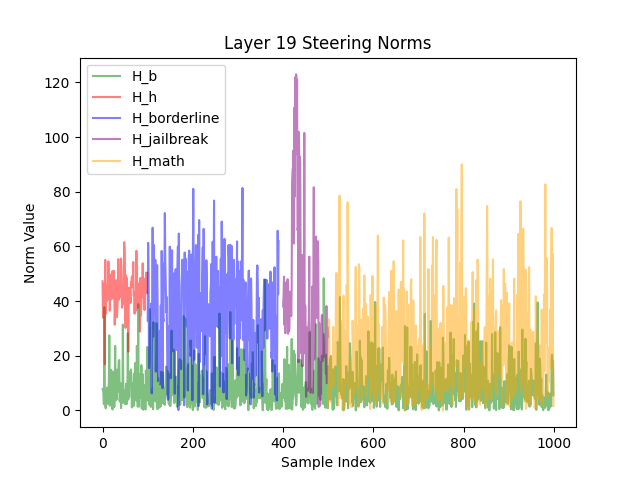 Layer 19 Steering Norms
H_b
H_h
H_borderline
H_jailbreak
H_math
Norm Value
120
100
80
60
40
20
0
0 200 400 600 800 1000
Sample Index